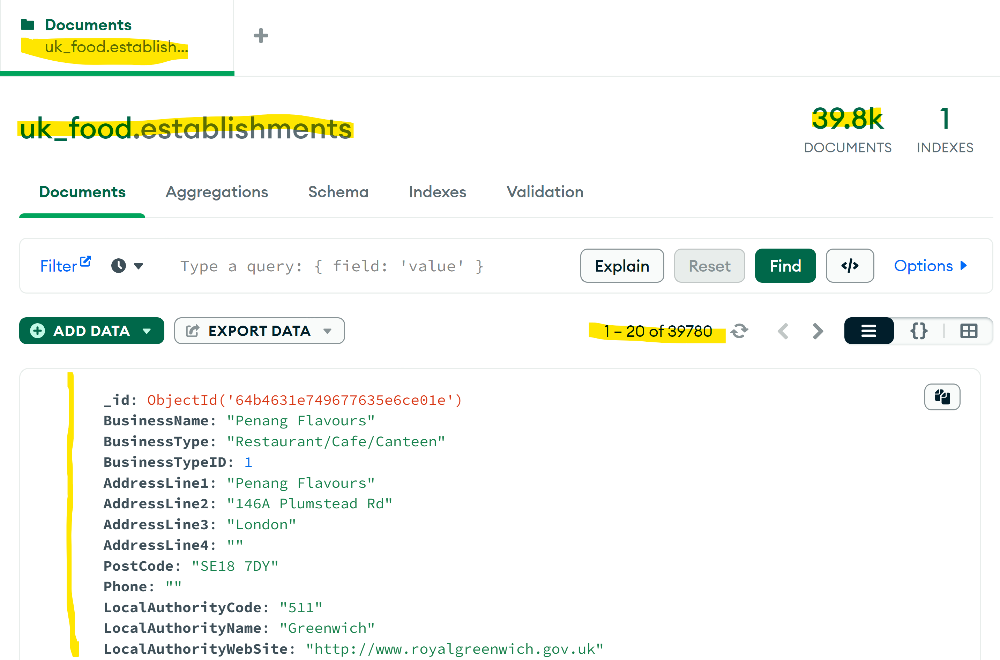 Documents
uk_food.establish...
uk_food.establishments
39.8k
DOCUMENTS
1
INDEXES
Documents Aggregations Schema Indexes Validation
Filter Type a query: { field: 'value' } Explain Reset Find </> Options
ADD DATA EXPORT DATA 1 – 20 of 39780 {}
_id: ObjectId('64b4631e749677635e6ce01e')
BusinessName: "Penang Flavours"
BusinessType: "Restaurant/Cafe/Canteen"
BusinessTypeID: 1
AddressLine1: "Penang Flavours"
AddressLine2: "146A Plumstead Rd"
AddressLine3: "London"
AddressLine4: ""
PostCode: "SE18 7DY"
Phone: ""
LocalAuthorityCode: "511"
LocalAuthorityName: "Greenwich"
LocalAuthorityWebSite: "http://www.royalgreenwich.gov.uk"